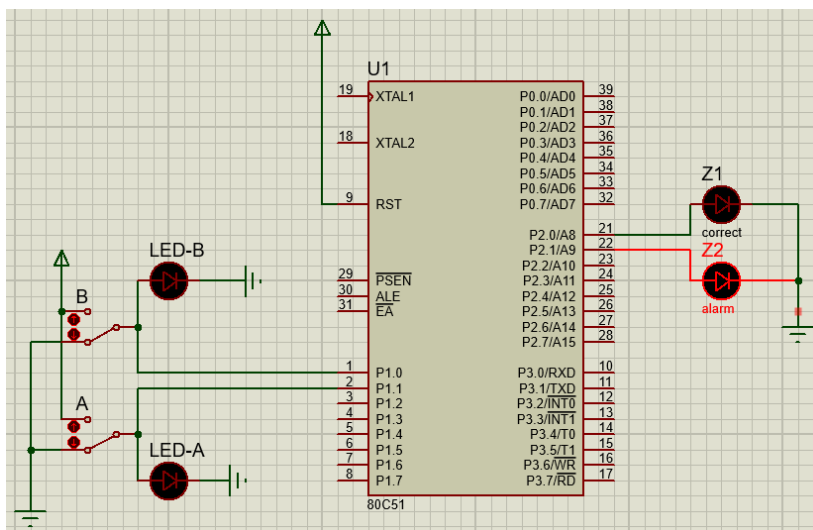 U1
19 XTAL1 P0.0/AD0 39
P0.1/AD1 38
P0.2/AD2 37
18 XTAL2 P0.3/AD3 36
P0.4/AD4 35
P0.5/AD5 34
P0.6/AD6 33
9 RST P0.7/AD7 32
Z1
correct
P2.0/A8 21
P2.1/A9 22
Z2
alarm
P2.2/A10 23
LED-B
29 PSEN P2.3/A11 24
30 ALE P2.4/A12 25
31 EA P2.5/A13 26
P2.6/A14 27
P2.7/A15 28
B
1 P1.0 P3.0/RXD 10
2 P1.1 P3.1/TXD 11
3 P1.2 P3.2/INT0 12
4 P1.3 P3.3/INT1 13
5 P1.4 P3.4/T0 14
6 P1.5 P3.5/T1 15
7 P1.6 P3.6/WR 16
8 P1.7 P3.7/RD 17
A
LED-A
80C51